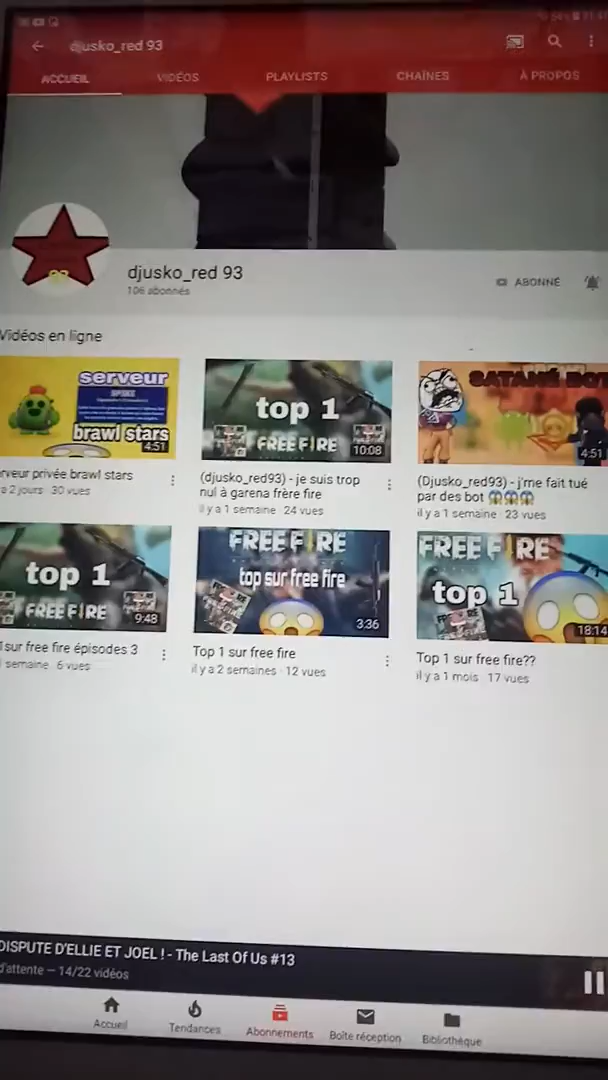 djusko_red 93
ACCUEIL
VIDÉOS
PLAYLISTS
CHAÎNES
À PROPOS
djusko_red 93
106 abonnés
ABONNÉ
Vidéos en ligne
serveur
brawl stars
4:51
top 1
FREE FIRE
10:08
SATANÉ BOT
4:51
rveur privée brawl stars
a 2 jours · 30 vues
(djusko_red93) - je suis trop
nul à garena frère fire
il y a 1 semaine · 24 vues
(Djusko_red93) - j'me fait tué
par des bot 😱😱😱
il y a 1 semaine · 23 vues
top 1
FREE FIRE
9:48
FREE FIRE
top sur free fire
3:36
FREE FIRE
top 1
18:14
1sur free fire épisodes 3
semaine · 6 vues
Top 1 sur free fire
il y a 2 semaines · 12 vues
Top 1 sur free fire??
il y a 1 mois · 17 vues
DISPUTE D'ELLIE ET JOEL ! - The Last Of Us #13
d'attente — 14/22 vidéos
Accueil
Tendances
Abonnements
Boîte réception
Bibliothèque